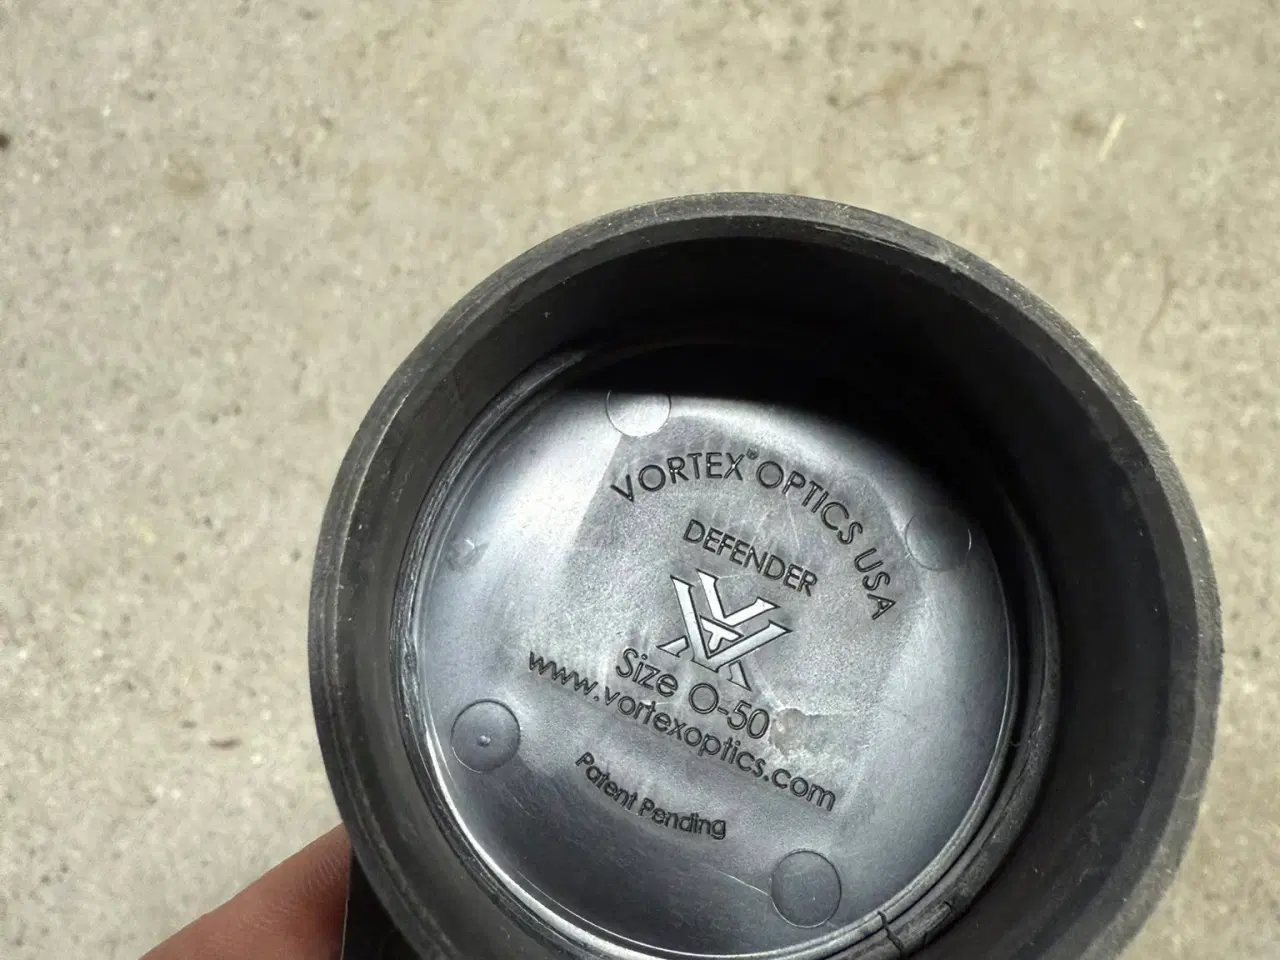 VORTEX® OPTICS USA
DEFENDER
Size O-50
www.vortexoptics.com
Patent Pending